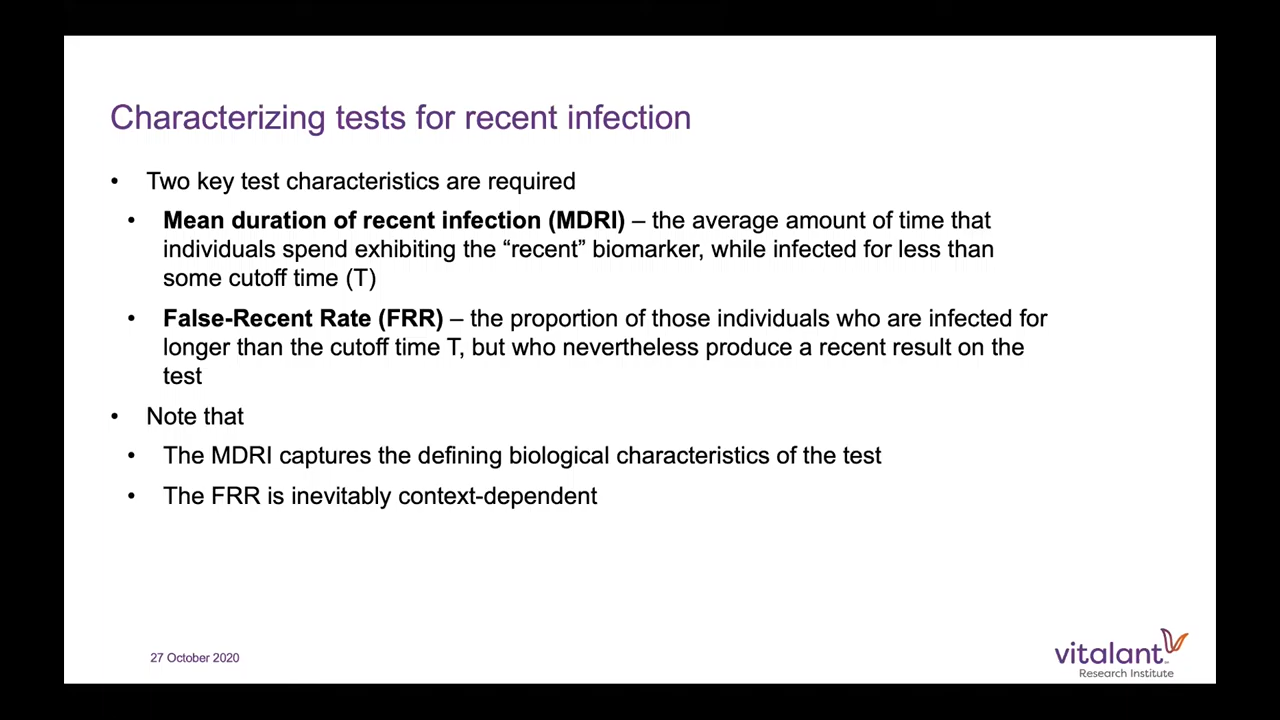 Characterizing tests for recent infection
• Two key test characteristics are required
• Mean duration of recent infection (MDRI) – the average amount of time that
individuals spend exhibiting the “recent” biomarker, while infected for less than
some cutoff time (T)
• False-Recent Rate (FRR) – the proportion of those individuals who are infected for
longer than the cutoff time T, but who nevertheless produce a recent result on the
test
• Note that
• The MDRI captures the defining biological characteristics of the test
• The FRR is inevitably context-dependent
27 October 2020
vitalant
Research Institute